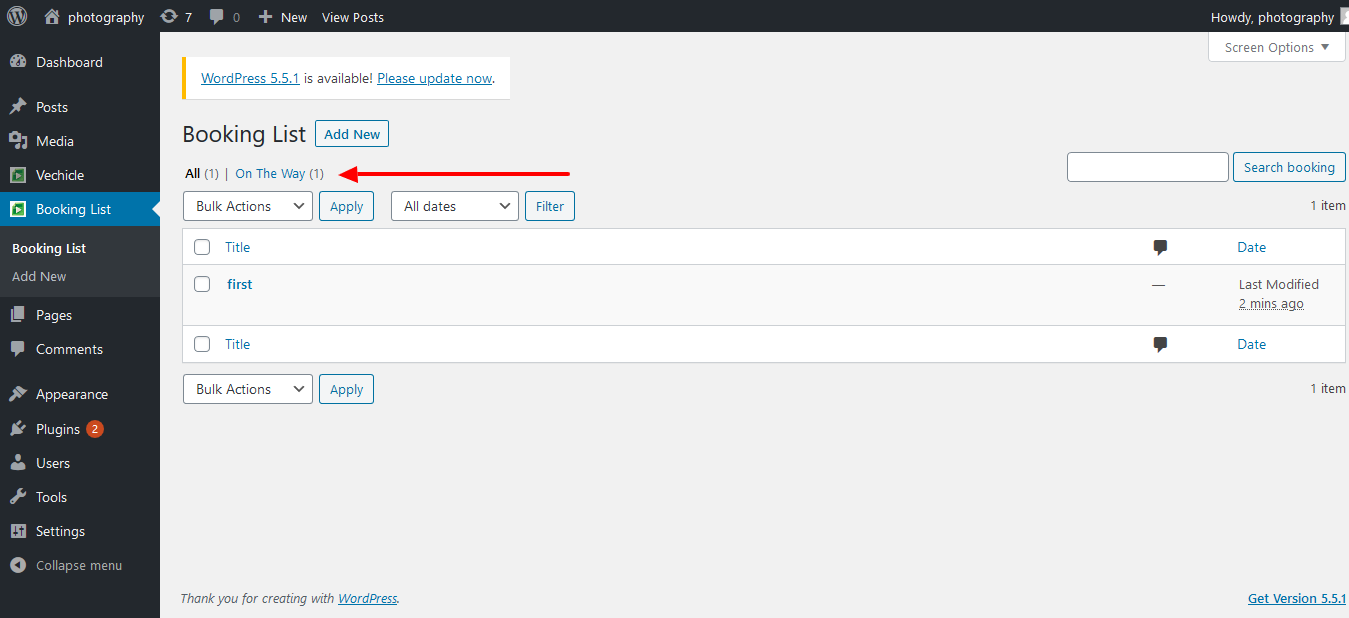 photography 7 0 New View Posts Howdy, photography
Screen Options
Dashboard
Posts
Media
Vechicle
Booking List
Booking List
Add New
Pages
Comments
Appearance
Plugins 2
Users
Tools
Settings
Collapse menu
WordPress 5.5.1 is available! Please update now.
Booking List Add New
All (1) | On The Way (1)
Search booking
Bulk Actions Apply All dates Filter
1 item
Title Date
first — Last Modified
2 mins ago
Title Date
Bulk Actions Apply
1 item
Thank you for creating with WordPress.
Get Version 5.5.1